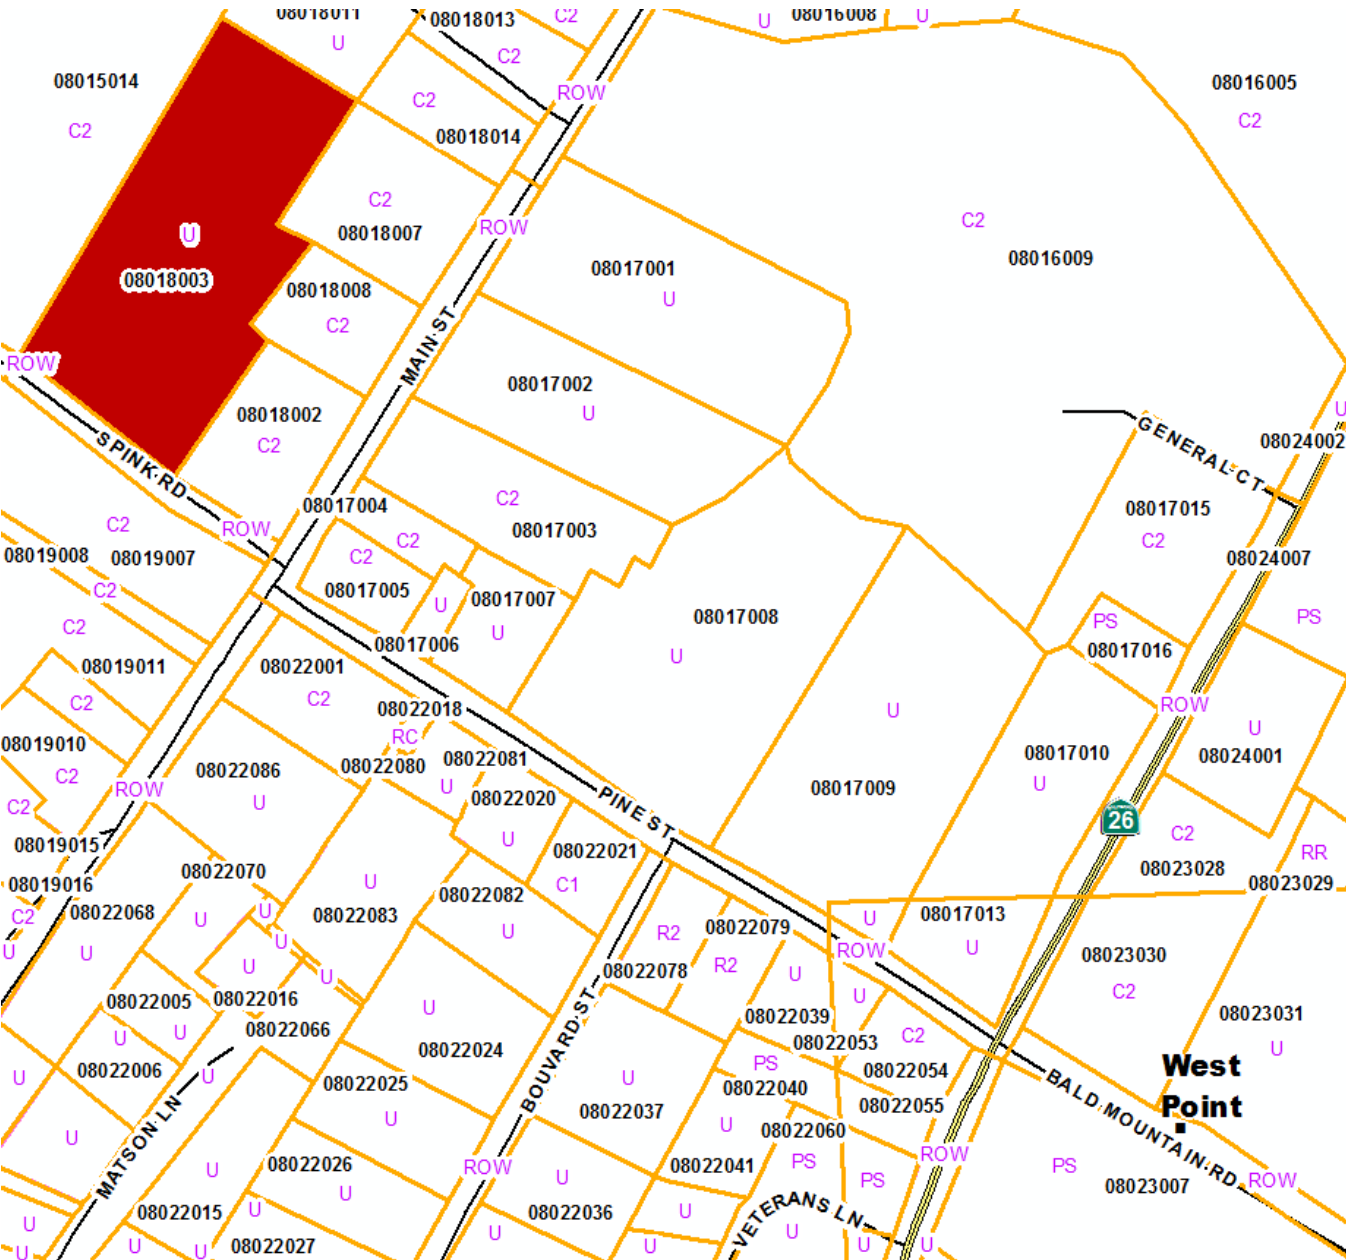 08018011
U
08018013
C2
C2
U
08016008
U
08015014
C2
C2
ROW
08018014
08016005
C2
C2
08018007
ROW
U
08018003
C2
08016009
08017001
U
08018008
C2
MAIN ST
ROW
08017002
U
08018002
C2
GENERAL CT
U
08024002
SPINK RD
08017004
C2
08017003
08017015
C2
C2
ROW
C2
C2
08019008
08019007
08024007
C2
08017005
U
08017007
U
08017008
U
PS
PS
C2
08017006
08017016
08019011
08022001
C2
C2
08022018
RC
U
ROW
U
08024001
08019010
C2
08022086
U
08022080
U
08022081
08017010
U
ROW
C2
08022020
U
PINE ST
08017009
26
C2
08019015
08022021
C1
08023028
RR
08023029
08019016
C2
08022070
U
U
08022082
U
08022068
U
U
08022083
U
U
R2
08022079
R2
U
08017013
U
ROW
U
08022078
U
08023030
C2
U
U
08022005
U
U
08022016
08022066
U
08022024
BOUVARD ST
08022039
U
08022053
C2
08023031
U
08022006
U
U
08022025
U
PS
08022040
08022054
08022055
West
Point
BALD MOUNTAIN RD
U
MATSON LN
U
08022037
U
08022060
PS
08022026
U
U
ROW
U
08022041
PS
ROW
PS
08023007
ROW
U
08022015
U
08022036
U
VETERANS LN
U
U
U
U
08022027
U
U
U
U